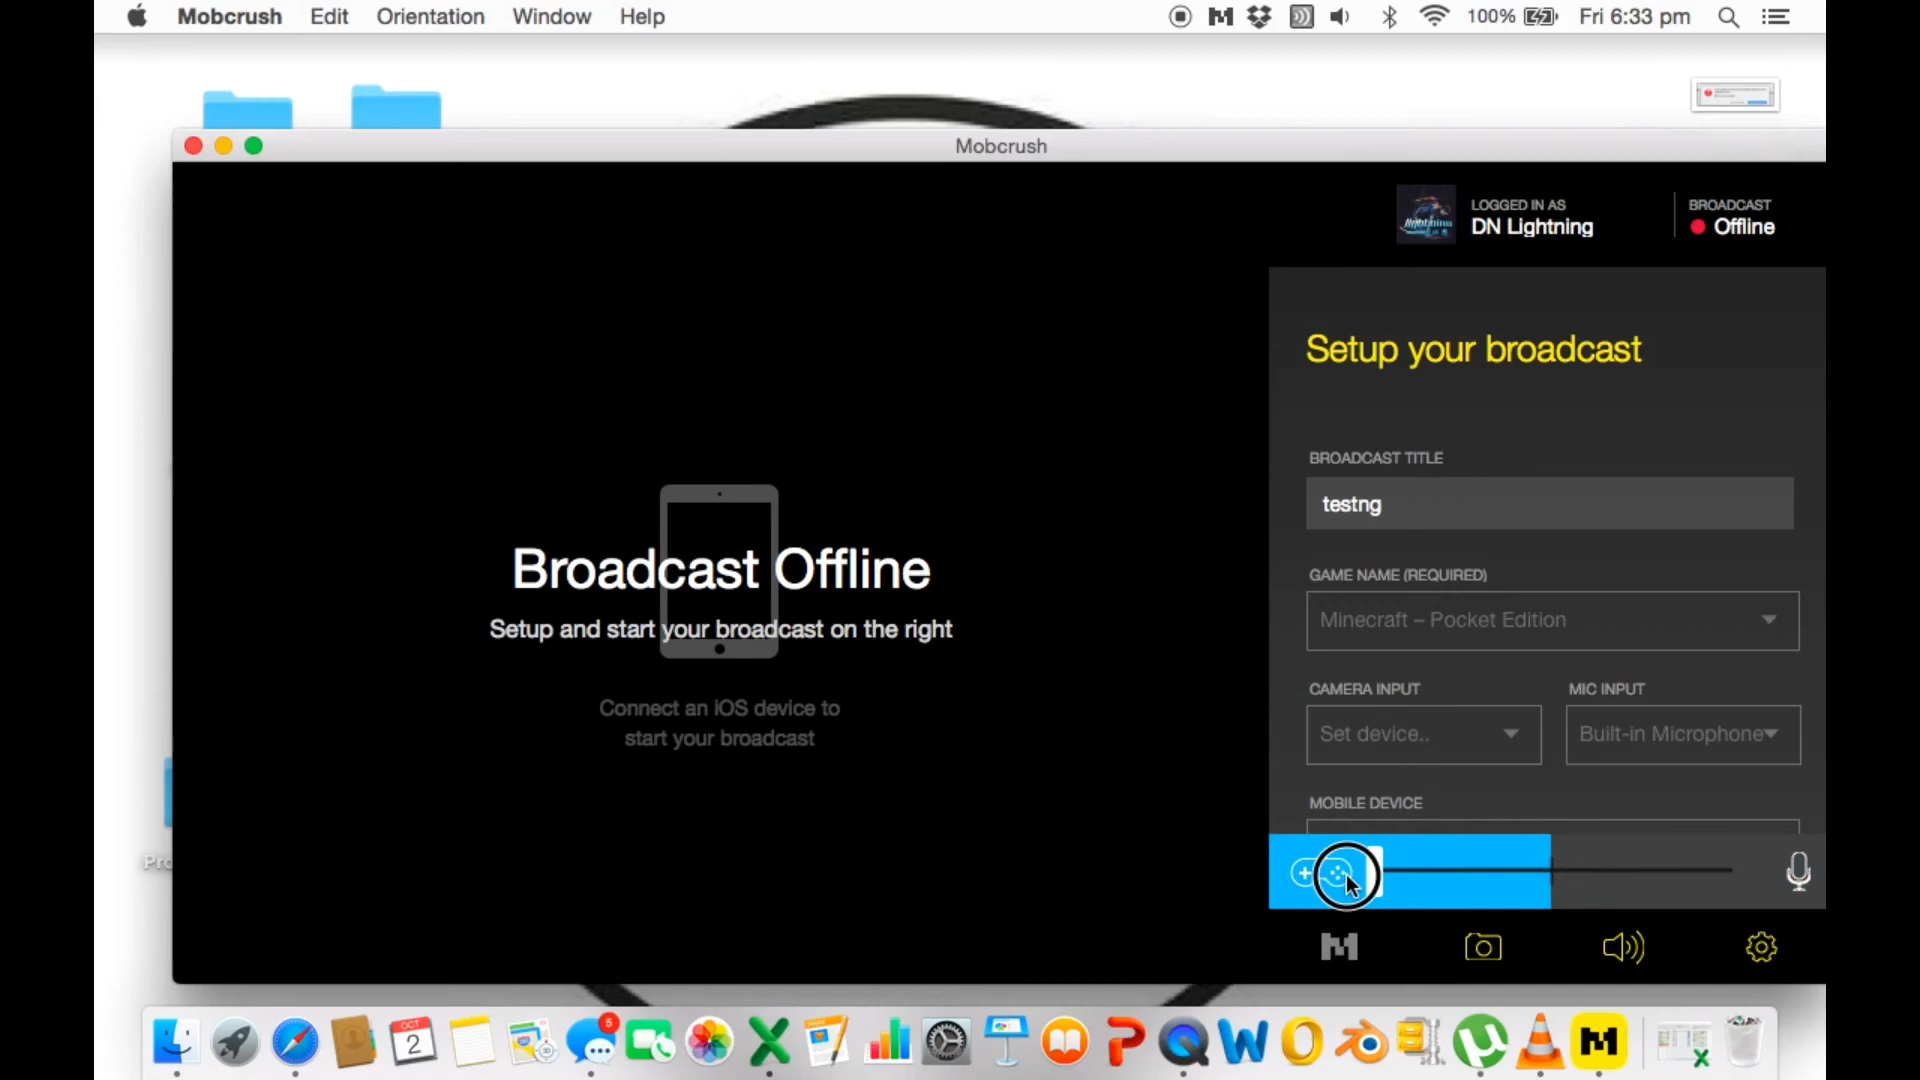 Mobcrush Edit Orientation Window Help 100% Fri 6:33 pm
Mobcrush
LOGGED IN AS
DN Lightning
BROADCAST
Offline
Setup your broadcast
BROADCAST TITLE
testng
GAME NAME (REQUIRED)
Minecraft – Pocket Edition
CAMERA INPUT MIC INPUT
Set device.. Built-in Microphone
MOBILE DEVICE
Broadcast Offline
Setup and start your broadcast on the right
Connect an iOS device to
start your broadcast
OCT
2
5